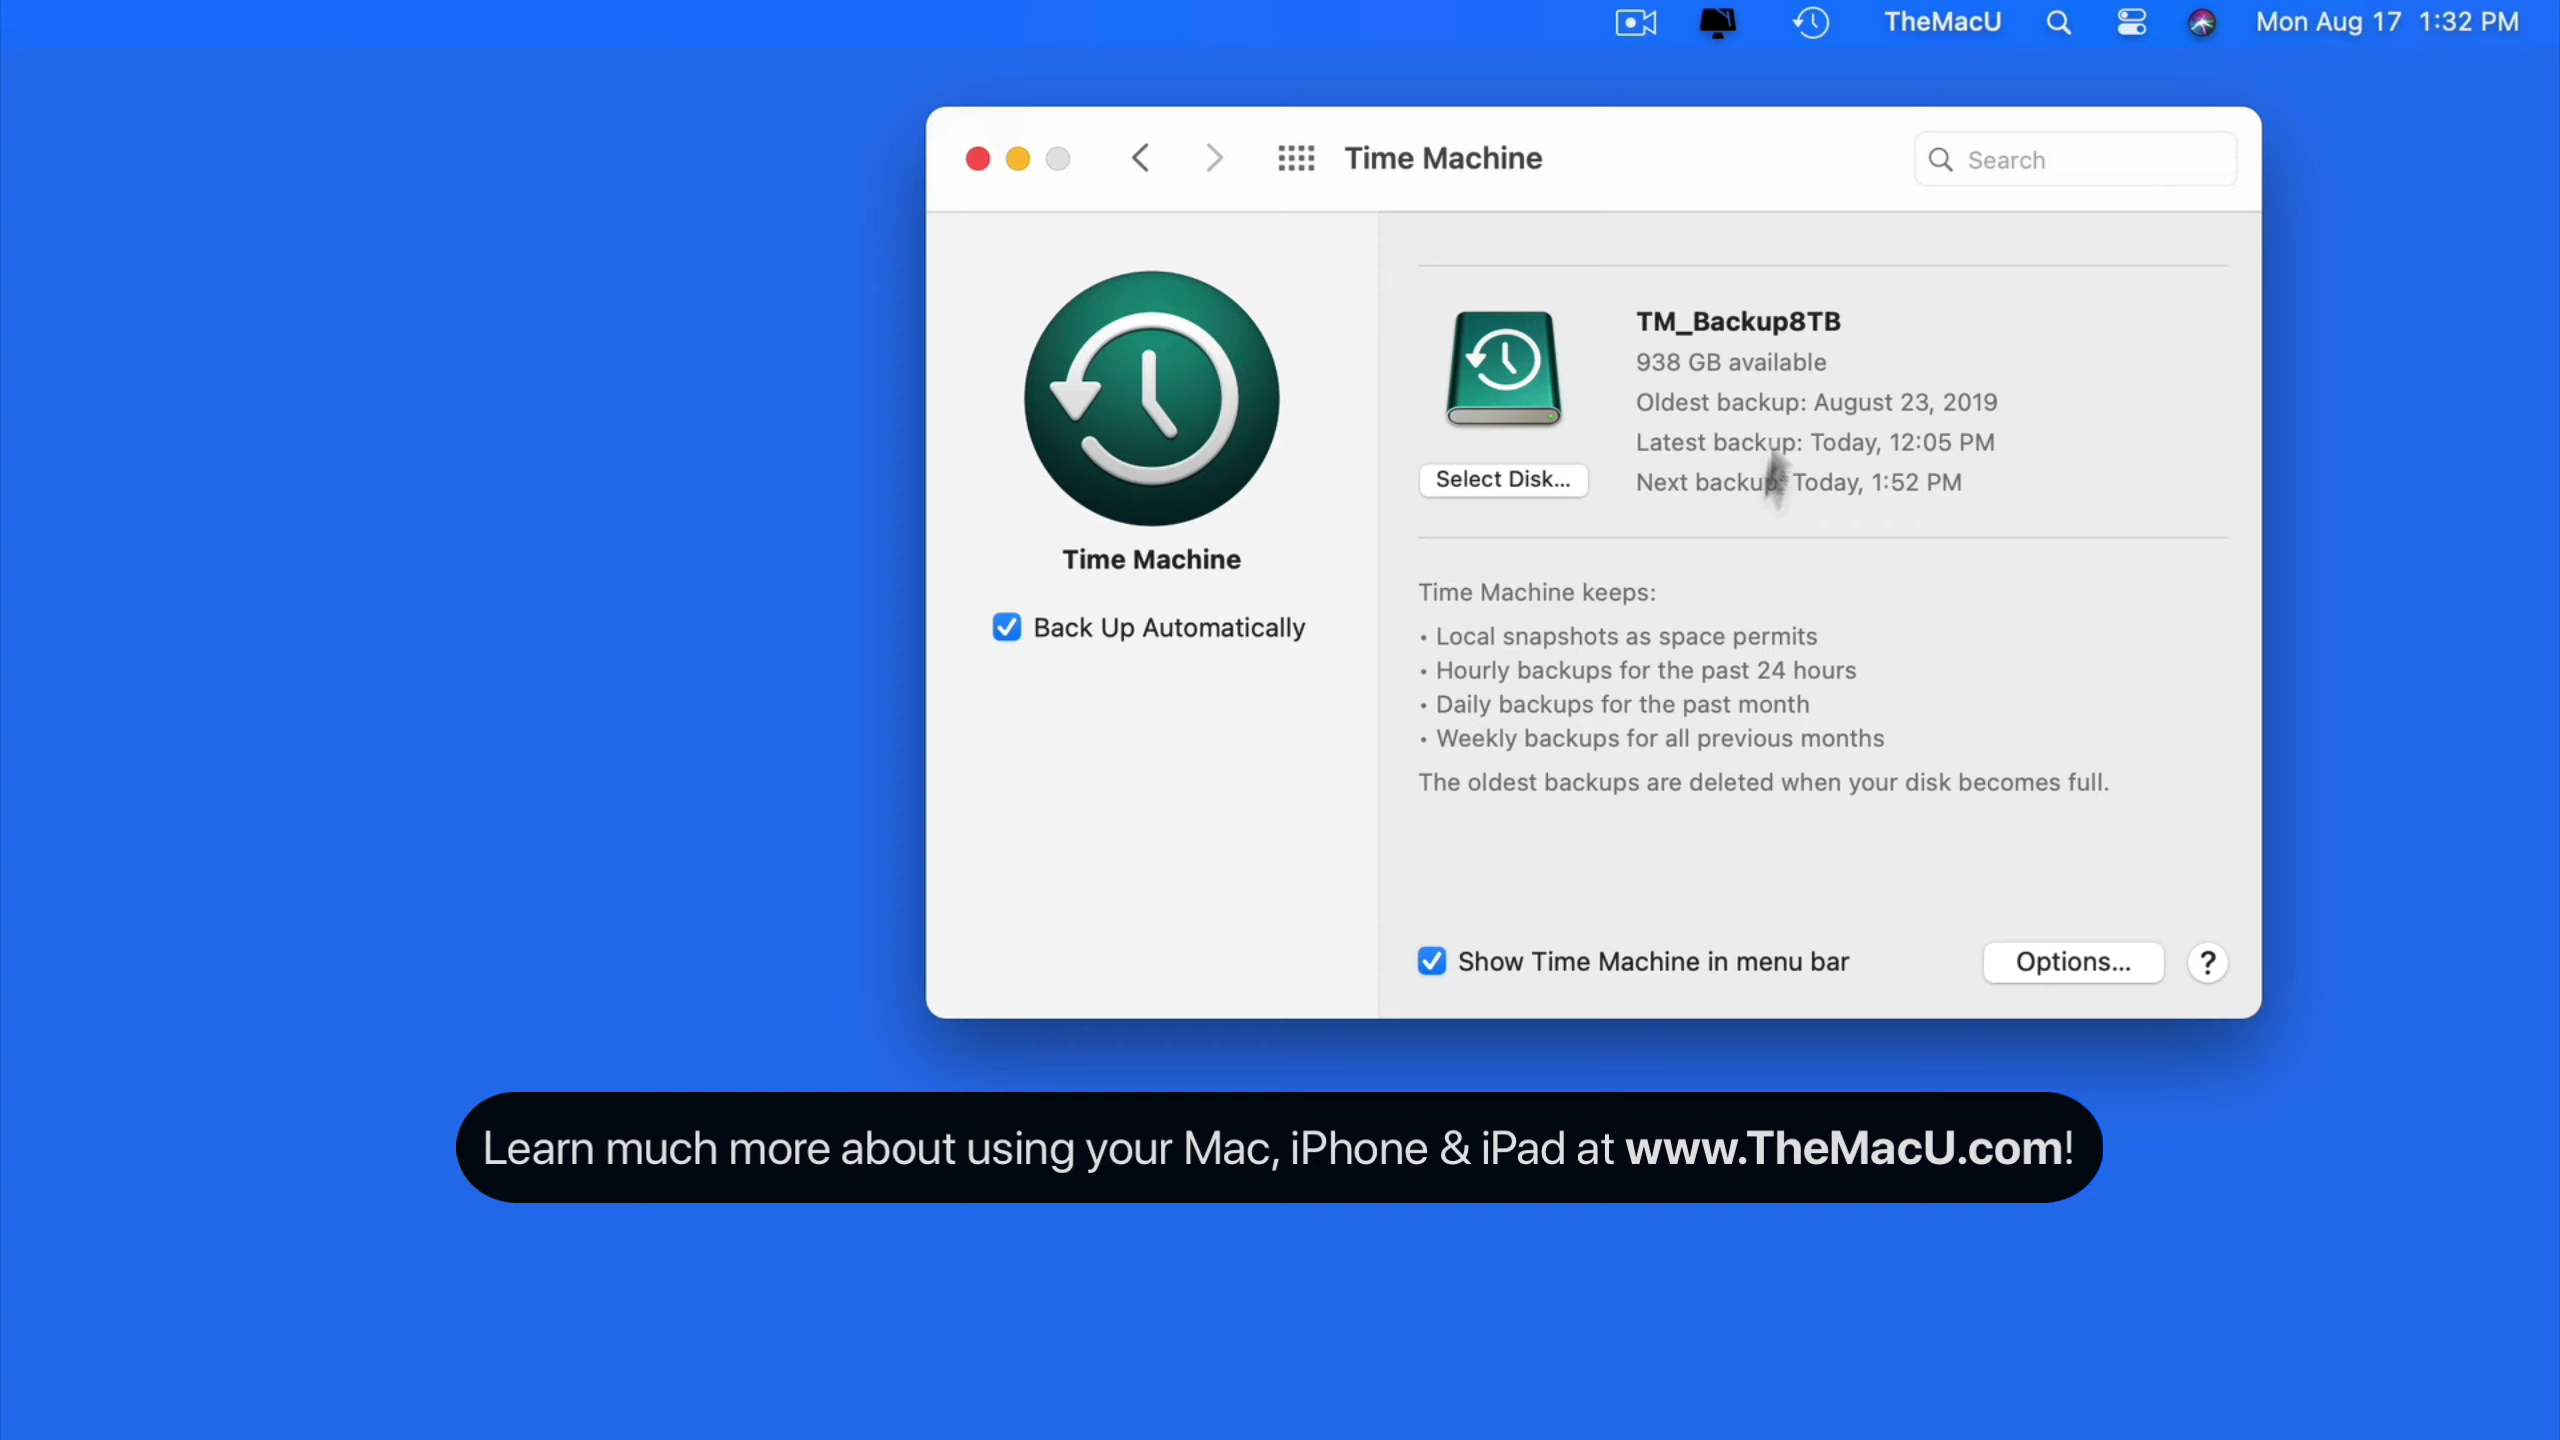 TheMacU Mon Aug 17 1:32 PM
Time Machine
Search
TM_Backup8TB
938 GB available
Oldest backup: August 23, 2019
Latest backup: Today, 12:05 PM
Next backup: Today, 1:52 PM
Select Disk...
Time Machine
Back Up Automatically
Time Machine keeps:
• Local snapshots as space permits
• Hourly backups for the past 24 hours
• Daily backups for the past month
• Weekly backups for all previous months
The oldest backups are deleted when your disk becomes full.
Show Time Machine in menu bar
Options...
?
Learn much more about using your Mac, iPhone & iPad at www.TheMacU.com!